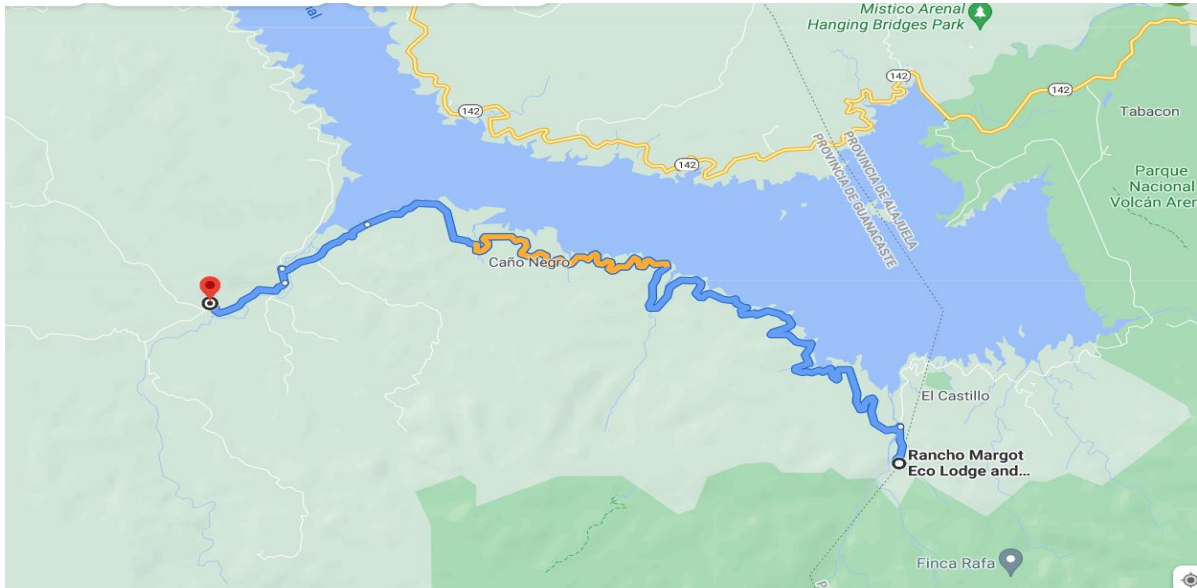 Mistico Arenal
Hanging Bridges Park
142
142
142
142
Tabacon
PROVINCIA DE ALAJUELA
PROVINCIA DE GUANACASTE
Parque
Nacional
Volcán Aren
Caño Negro
El Castillo
Rancho Margot
Eco Lodge and...
Finca Rafa